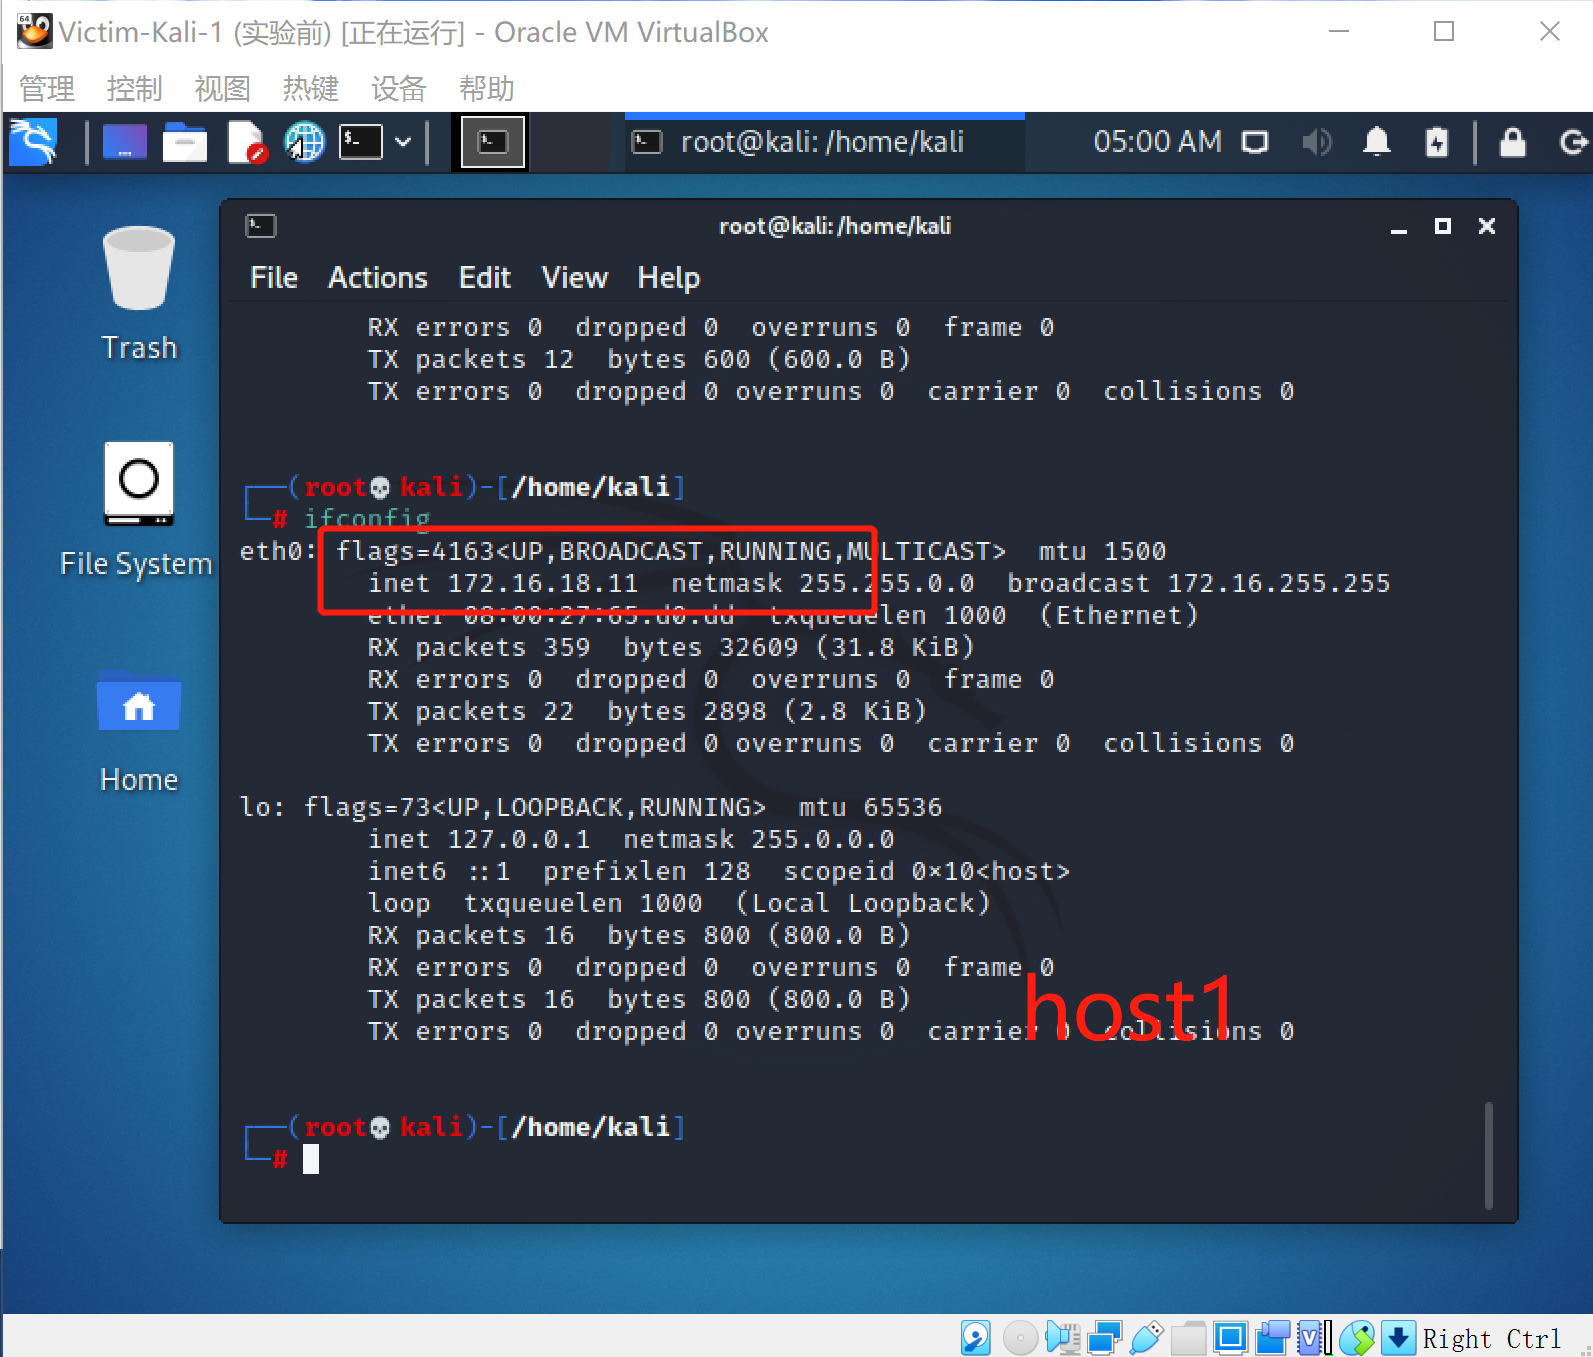 Victim-Kali-1 (实验前) [正在运行] - Oracle VM VirtualBox
管理 控制 视图 热键 设备 帮助
root@kali: /home/kali 05:00 AM
root@kali: /home/kali
File Actions Edit View Help
Trash
File System
Home
RX errors 0  dropped 0  overruns 0  frame 0
TX packets 12  bytes 600 (600.0 B)
TX errors 0  dropped 0 overruns 0  carrier 0  collisions 0
┌──(root💀kali)-[/home/kali]
└─# ifconfig
eth0: flags=4163<UP,BROADCAST,RUNNING,MULTICAST>  mtu 1500
inet 172.16.18.11  netmask 255.255.0.0  broadcast 172.16.255.255
ether 08:00:27:65:d0:dd  txqueuelen 1000  (Ethernet)
RX packets 359  bytes 32609 (31.8 KiB)
RX errors 0  dropped 0  overruns 0  frame 0
TX packets 22  bytes 2898 (2.8 KiB)
TX errors 0  dropped 0 overruns 0  carrier 0  collisions 0
lo: flags=73<UP,LOOPBACK,RUNNING>  mtu 65536
inet 127.0.0.1  netmask 255.0.0.0
inet6 ::1  prefixlen 128  scopeid 0×10<host>
loop  txqueuelen 1000  (Local Loopback)
RX packets 16  bytes 800 (800.0 B)
RX errors 0  dropped 0  overruns 0  frame 0
TX packets 16  bytes 800 (800.0 B)
TX errors 0  dropped 0 overruns 0  carrier 0  collisions 0
host1
┌──(root💀kali)-[/home/kali]
└─#
Right Ctrl